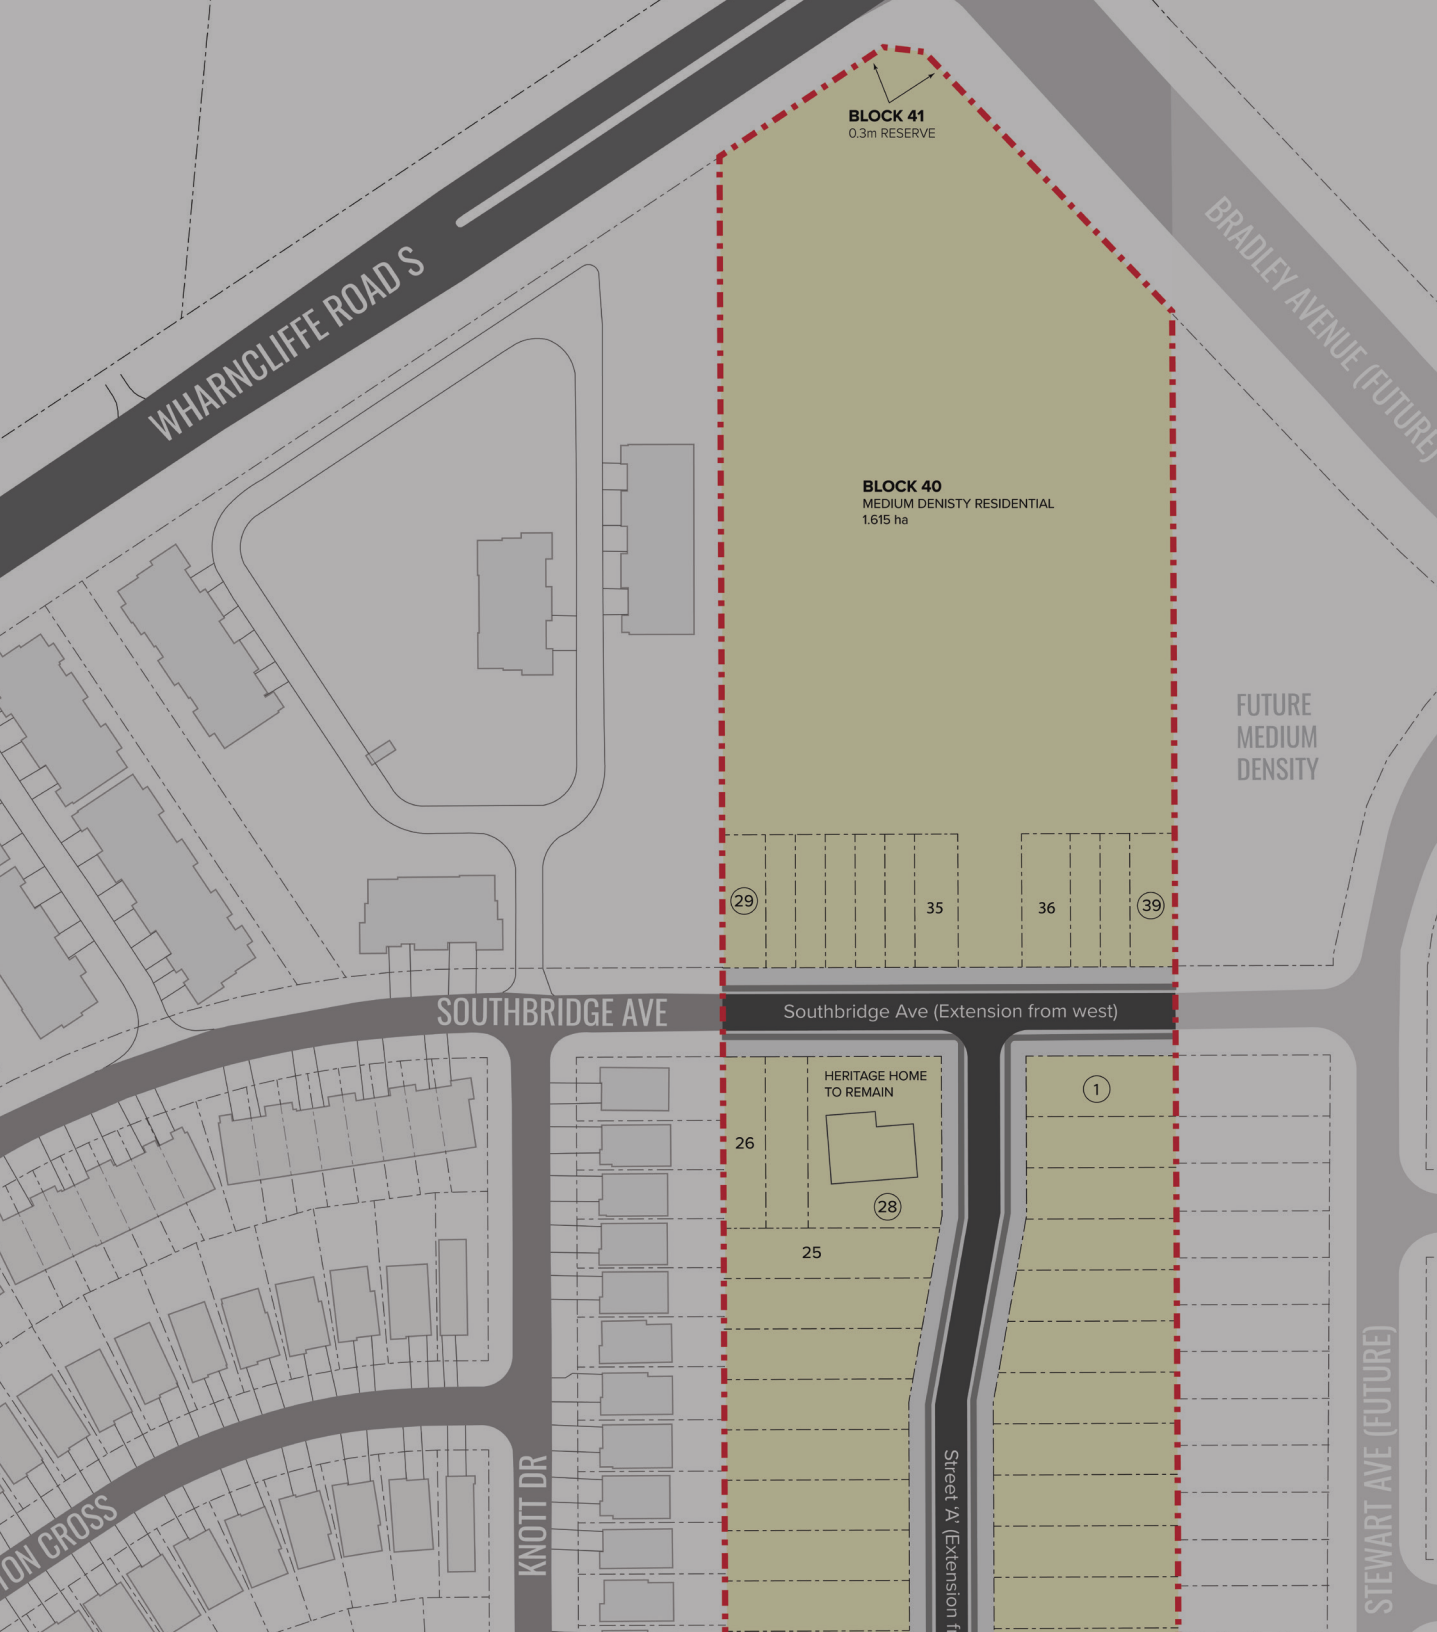 BLOCK 41
0.3m RESERVE
WHARNCLIFFE ROAD S
BRADLEY AVENUE (FUTURE)
BLOCK 40
MEDIUM DENISTY RESIDENTIAL
1.615 ha
FUTURE
MEDIUM
DENSITY
29
35
36
39
SOUTHBRIDGE AVE
Southbridge Ave (Extension from west)
HERITAGE HOME
TO REMAIN
1
26
28
25
STEWART AVE (FUTURE)
KNOTT DR
Street 'A' (Extension
CROSS